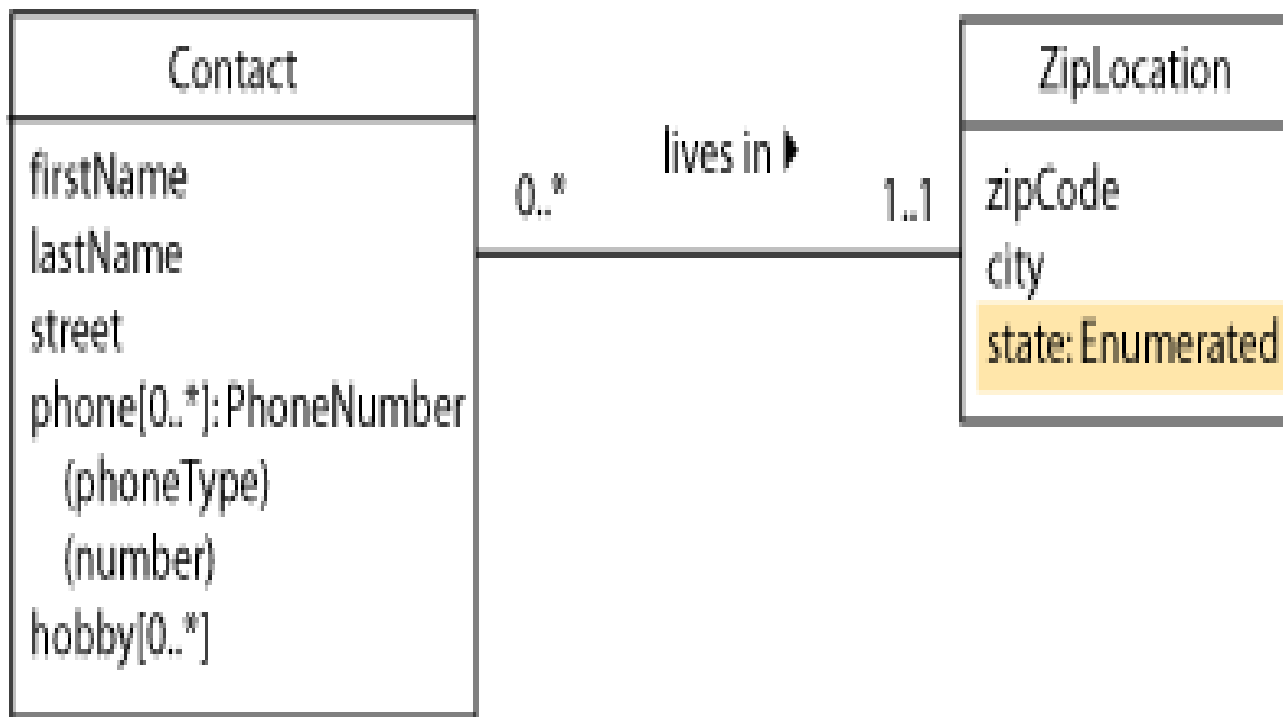 Contact
firstName
lastName
street
phone[0..*]: PhoneNumber
(phoneType)
(number)
hobby[0..*]
lives in ▶
0..*
1..1
ZipLocation
zipCode
city
state: Enumerated